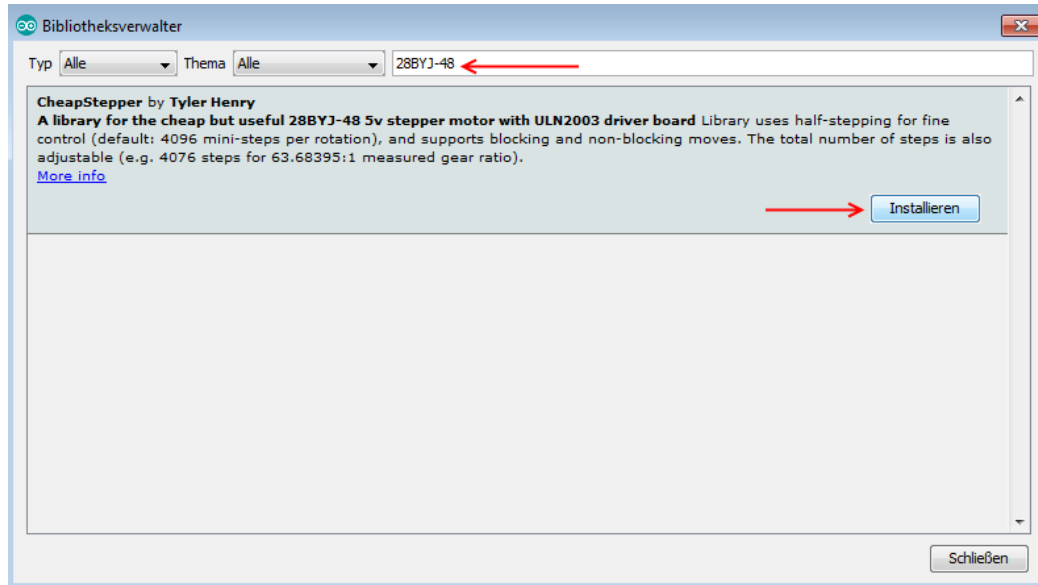 Bibliotheksverwalter
Typ Alle Thema Alle 28BYJ-48
CheapStepper by Tyler Henry
A library for the cheap but useful 28BYJ-48 5v stepper motor with ULN2003 driver board Library uses half-stepping for fine
control (default: 4096 mini-steps per rotation), and supports blocking and non-blocking moves. The total number of steps is also
adjustable (e.g. 4076 steps for 63.68395:1 measured gear ratio).
More info
Installieren
Schließen